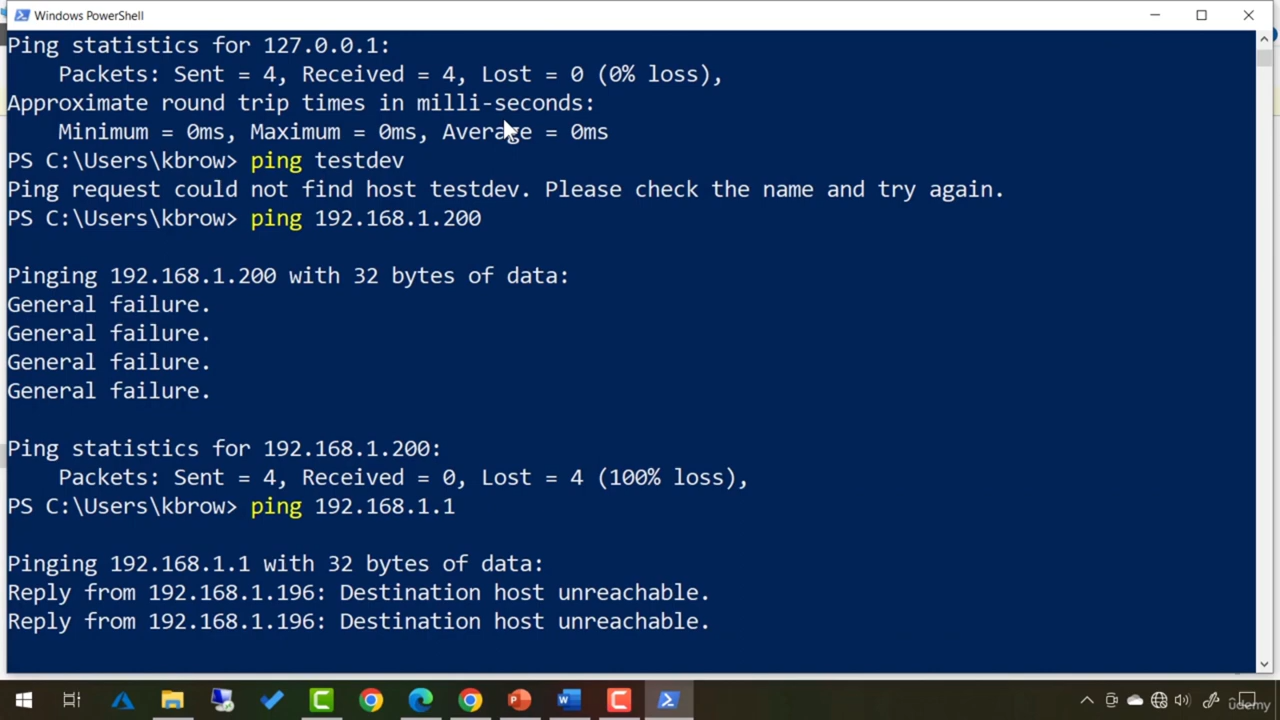 Windows PowerShell
Ping statistics for 127.0.0.1:
    Packets: Sent = 4, Received = 4, Lost = 0 (0% loss),
Approximate round trip times in milli-seconds:
    Minimum = 0ms, Maximum = 0ms, Average = 0ms
PS C:\Users\kbrow> ping testdev
Ping request could not find host testdev. Please check the name and try again.
PS C:\Users\kbrow> ping 192.168.1.200
Pinging 192.168.1.200 with 32 bytes of data:
General failure.
General failure.
General failure.
General failure.
Ping statistics for 192.168.1.200:
    Packets: Sent = 4, Received = 0, Lost = 4 (100% loss),
PS C:\Users\kbrow> ping 192.168.1.1
Pinging 192.168.1.1 with 32 bytes of data:
Reply from 192.168.1.196: Destination host unreachable.
Reply from 192.168.1.196: Destination host unreachable.
udemy